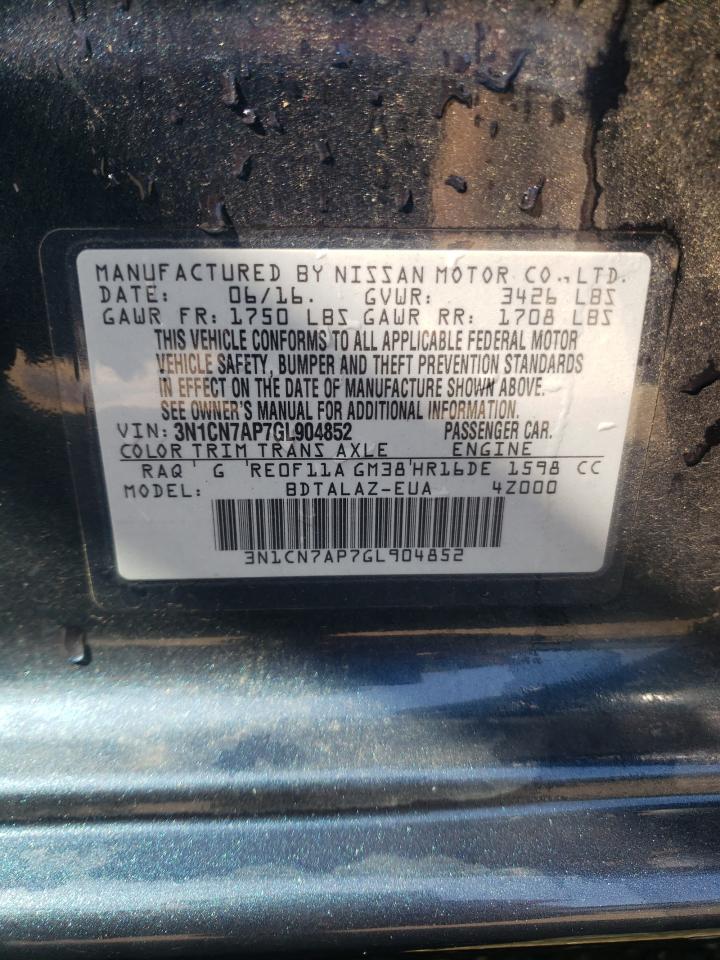 MANUFACTURED BY NISSAN MOTOR CO.,LTD.
DATE: 06/16. GVWR: 3426 LBS
GAWR FR: 1750 LBS GAWR RR: 1708 LBS
THIS VEHICLE CONFORMS TO ALL APPLICABLE FEDERAL MOTOR
VEHICLE SAFETY, BUMPER AND THEFT PREVENTION STANDARDS
IN EFFECT ON THE DATE OF MANUFACTURE SHOWN ABOVE.
SEE OWNER'S MANUAL FOR ADDITIONAL INFORMATION.
VIN: 3N1CN7AP7GL904852 PASSENGER CAR.
COLOR TRIM TRANS AXLE ENGINE
RAQ ' G ' RE0F11A GM38 ' HR16DE 1598 CC
MODEL: BDTALAZ-EUA 4Z000
3N1CN7AP7GL904852